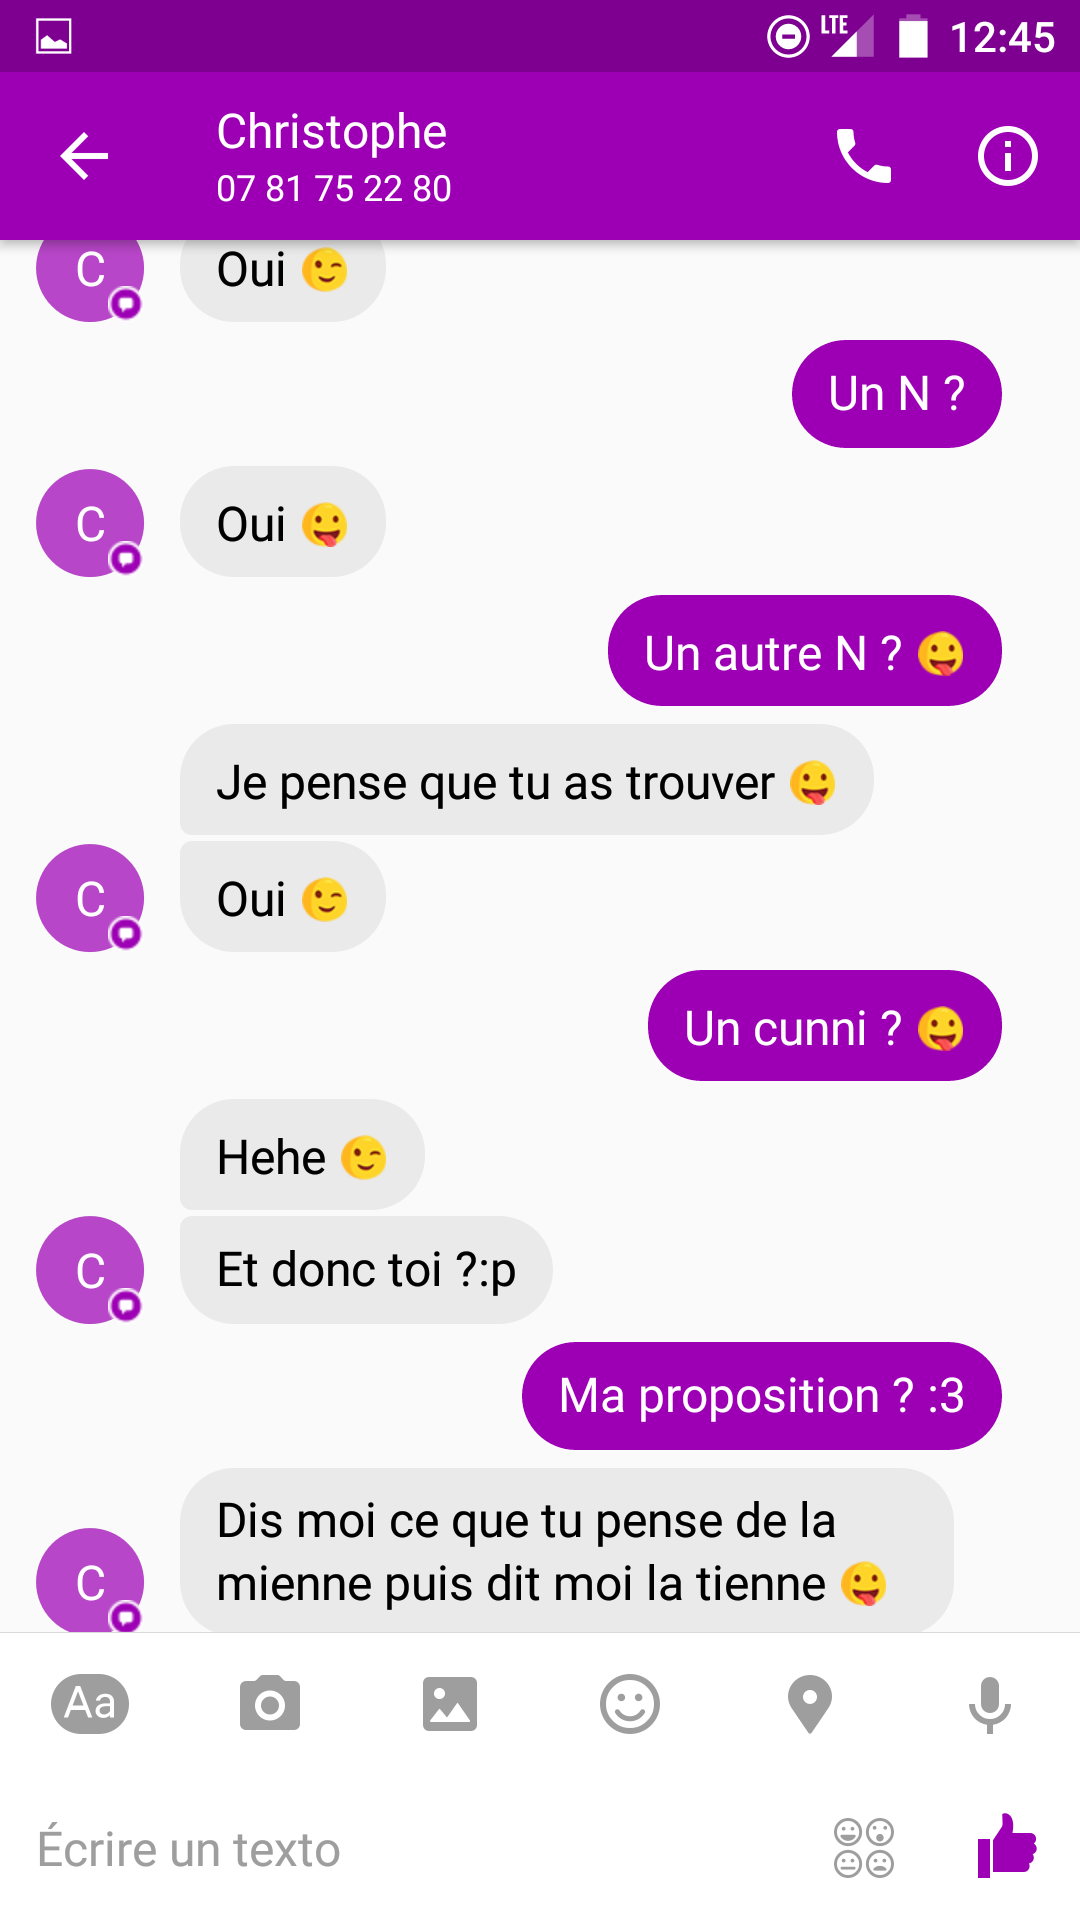 LTE 12:45
Christophe
07 81 75 22 80
C Oui 😉
Un N ?
C Oui 😜
Un autre N ? 😜
Je pense que tu as trouver 😜
C Oui 😉
Un cunni ? 😜
Hehe 😉
C Et donc toi ?:p
Ma proposition ? :3
Dis moi ce que tu pense de la
C mienne puis dit moi la tienne 😜
Aa
Écrire un texto